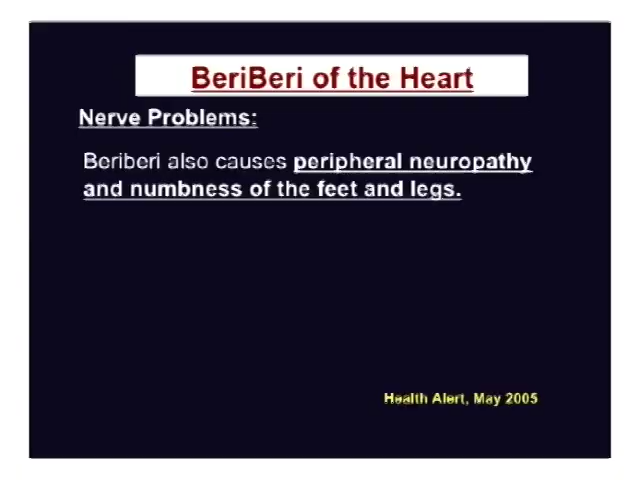 BeriBeri of the Heart
Nerve Problems:
Beriberi also causes peripheral neuropathy
and numbness of the feet and legs.
Health Alert, May 2005